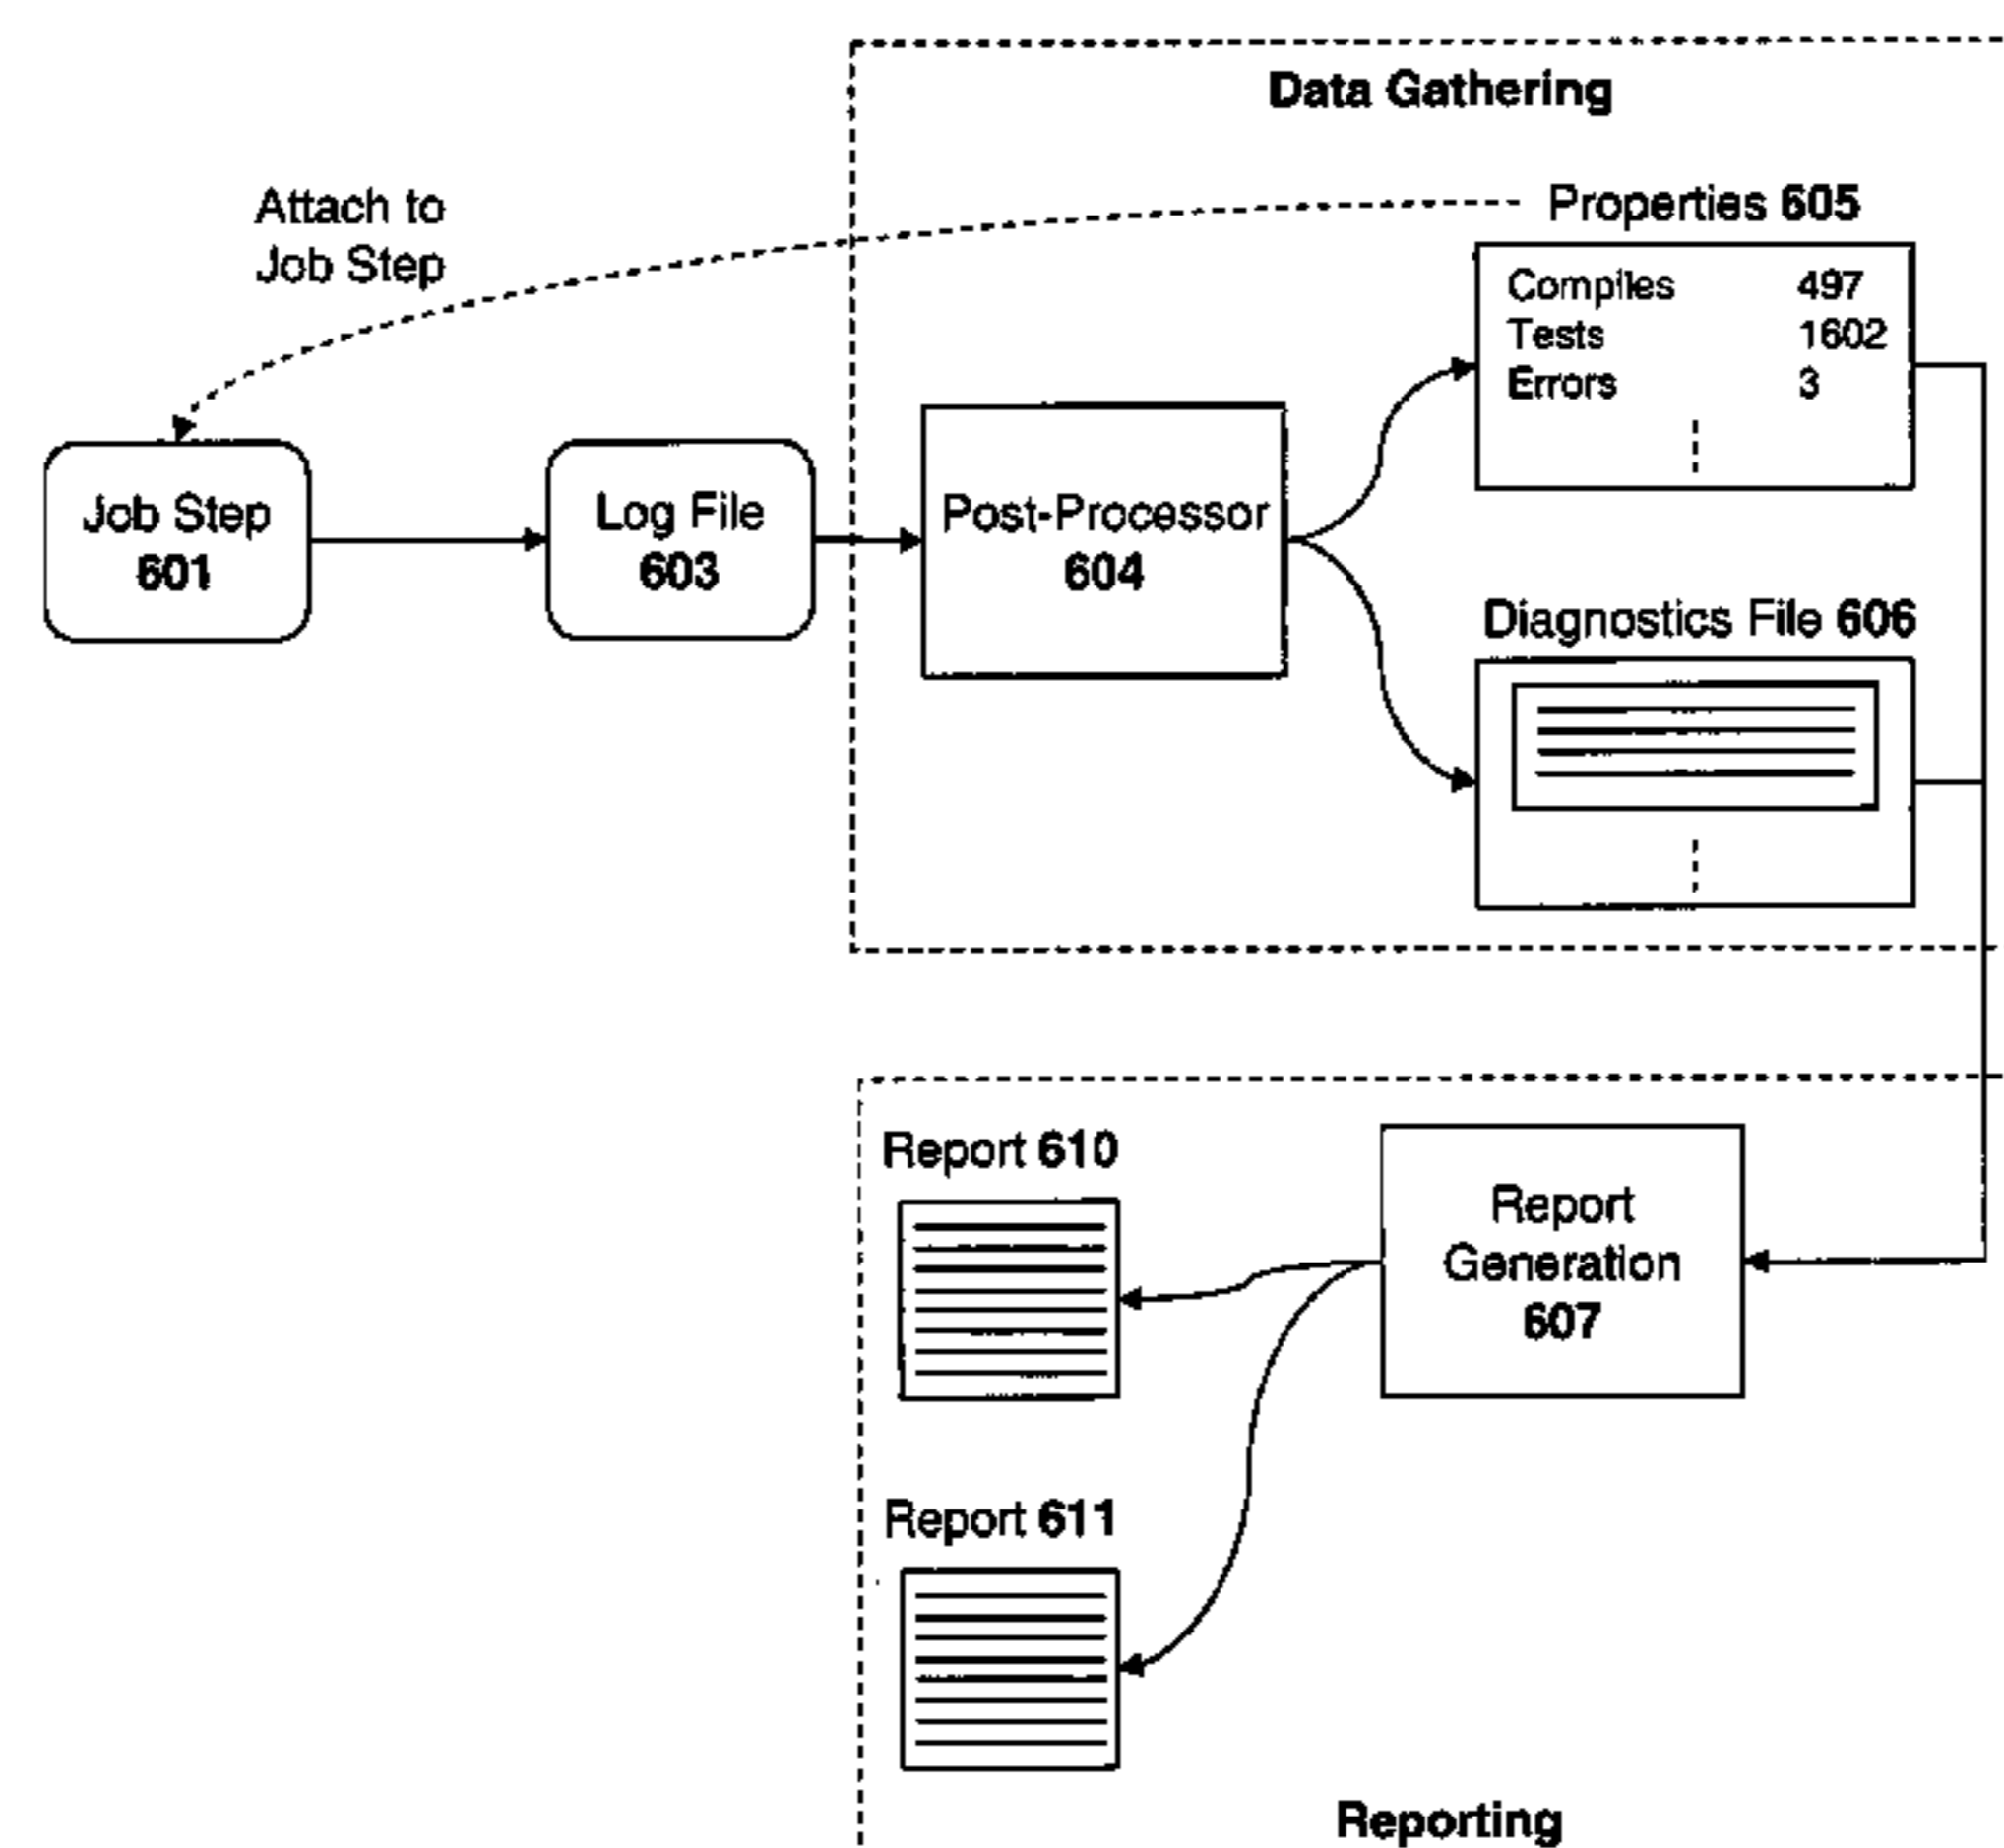 Data Gathering
Attach to
Job Step
Properties 605
Compiles 497
Tests 1602
Errors 3
Job Step
601
Log File
603
Post-Processor
604
Diagnostics File 606
Report 610
Report
Generation
607
Report 611
Reporting